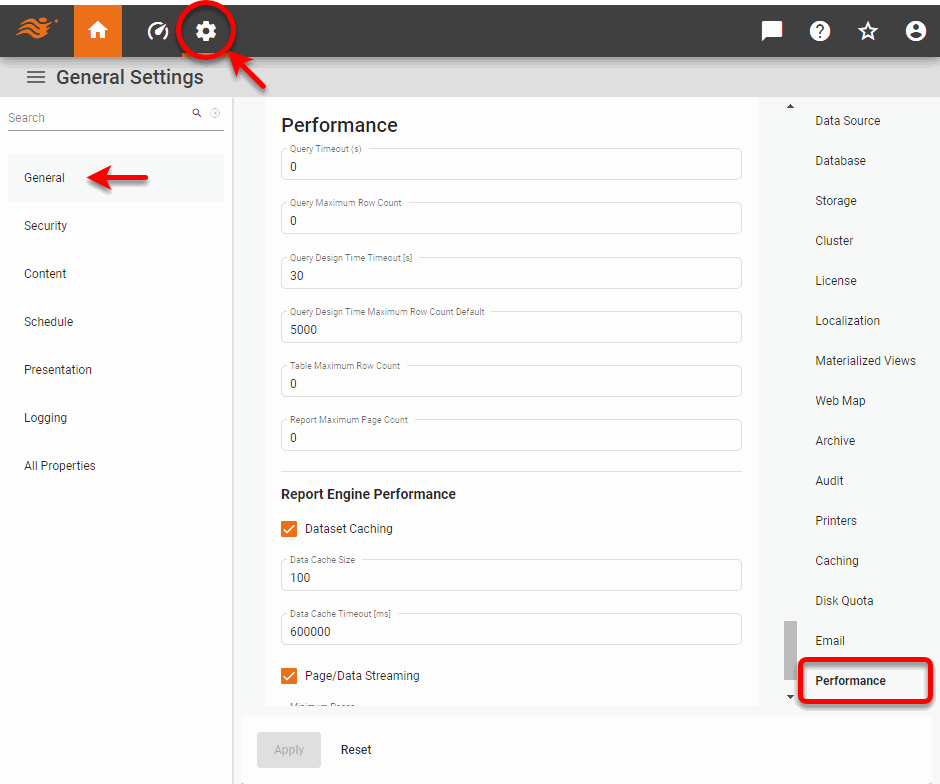 General Settings
Search
General
Security
Content
Schedule
Presentation
Logging
All Properties
Performance
Query Timeout (s)
0
Query Maximum Row Count
0
Query Design Time Timeout [s]
30
Query Design Time Maximum Row Count Default
5000
Table Maximum Row Count
0
Report Maximum Page Count
0
Report Engine Performance
Dataset Caching
Data Cache Size
100
Data Cache Timeout [ms]
600000
Page/Data Streaming
Minimum Pages
Apply
Reset
Data Source
Database
Storage
Cluster
License
Localization
Materialized Views
Web Map
Archive
Audit
Printers
Caching
Disk Quota
Email
Performance